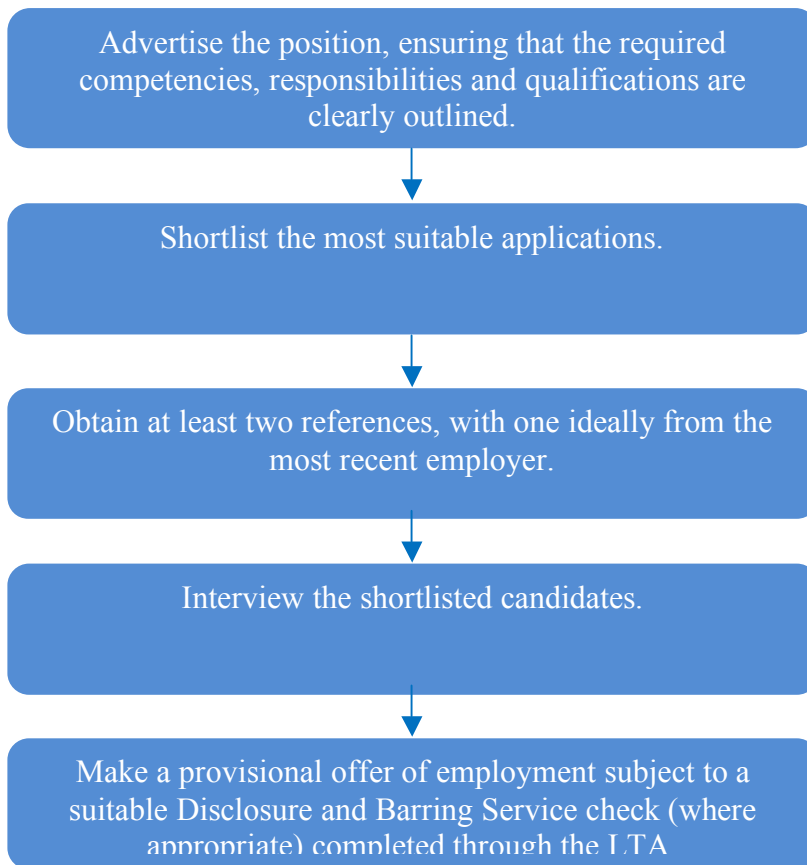 Advertise the position, ensuring that the required
competencies, responsibilities and qualifications are
clearly outlined.
Shortlist the most suitable applications.
Obtain at least two references, with one ideally from the
most recent employer.
Interview the shortlisted candidates.
Make a provisional offer of employment subject to a
suitable Disclosure and Barring Service check (where
appropriate) completed through the LTA